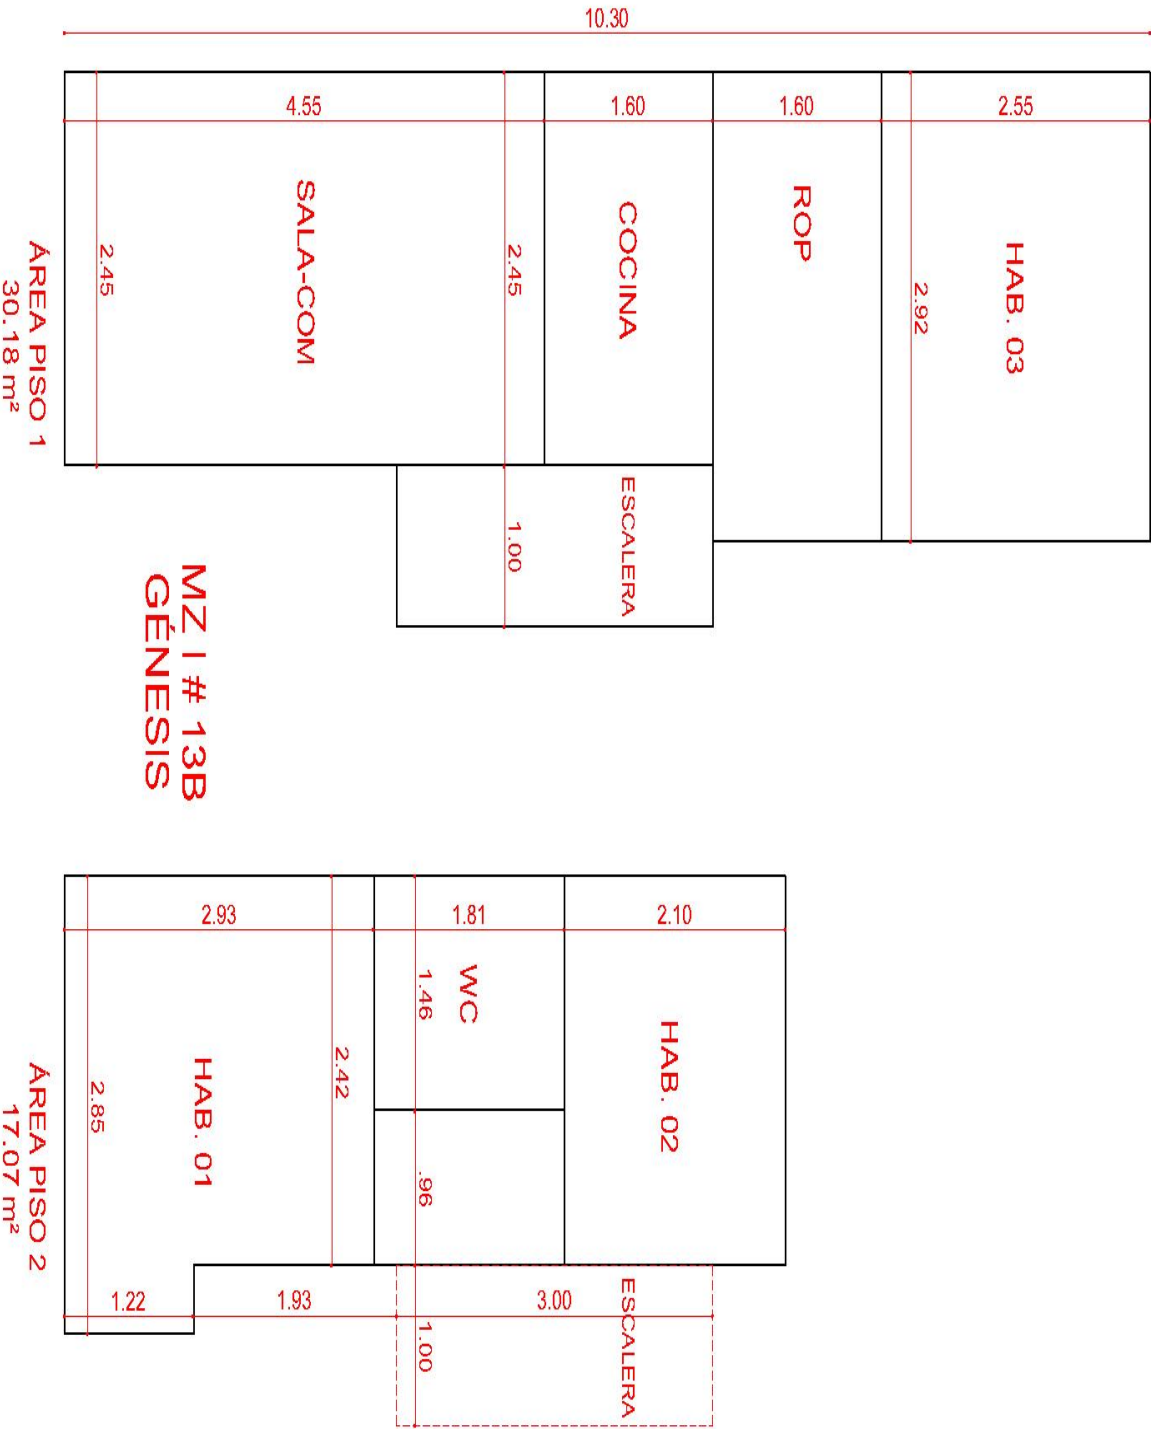 10.30
4.55
1.60
1.60
2.55
SALA-COM
COCINA
ROP
HAB. 03
2.45
2.45
2.92
1.00
ESCALERA
ÁREA PISO 1
30.18 m²
MZ I # 13B
GÉNESIS
2.93
1.81
2.10
WC
1.46
HAB. 02
2.42
HAB. 01
2.85
.96
1.22
1.93
3.00
1.00
ESCALERA
ÁREA PISO 2
17.07 m²